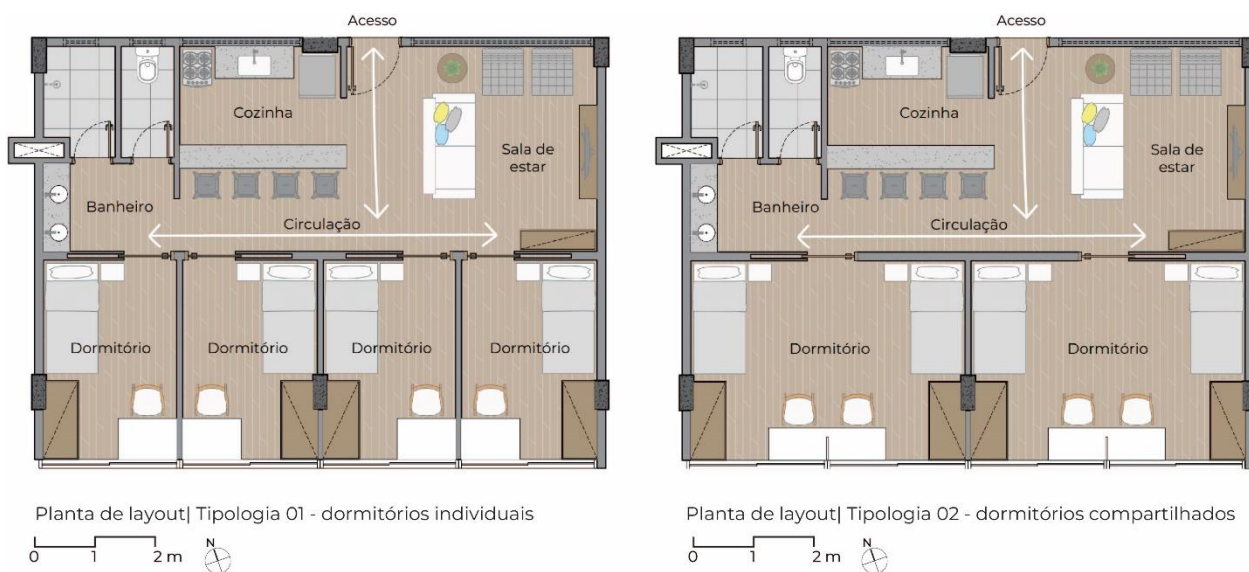 Acesso
Cozinha
Sala de
estar
Banheiro
Circulação
Dormitório
Dormitório
Dormitório
Dormitório
Planta de layout| Tipologia 01 - dormitórios individuais
0 1 2 m
N
Acesso
Cozinha
Sala de
estar
Banheiro
Circulação
Dormitório
Dormitório
Planta de layout| Tipologia 02 - dormitórios compartilhados
0 1 2 m
N